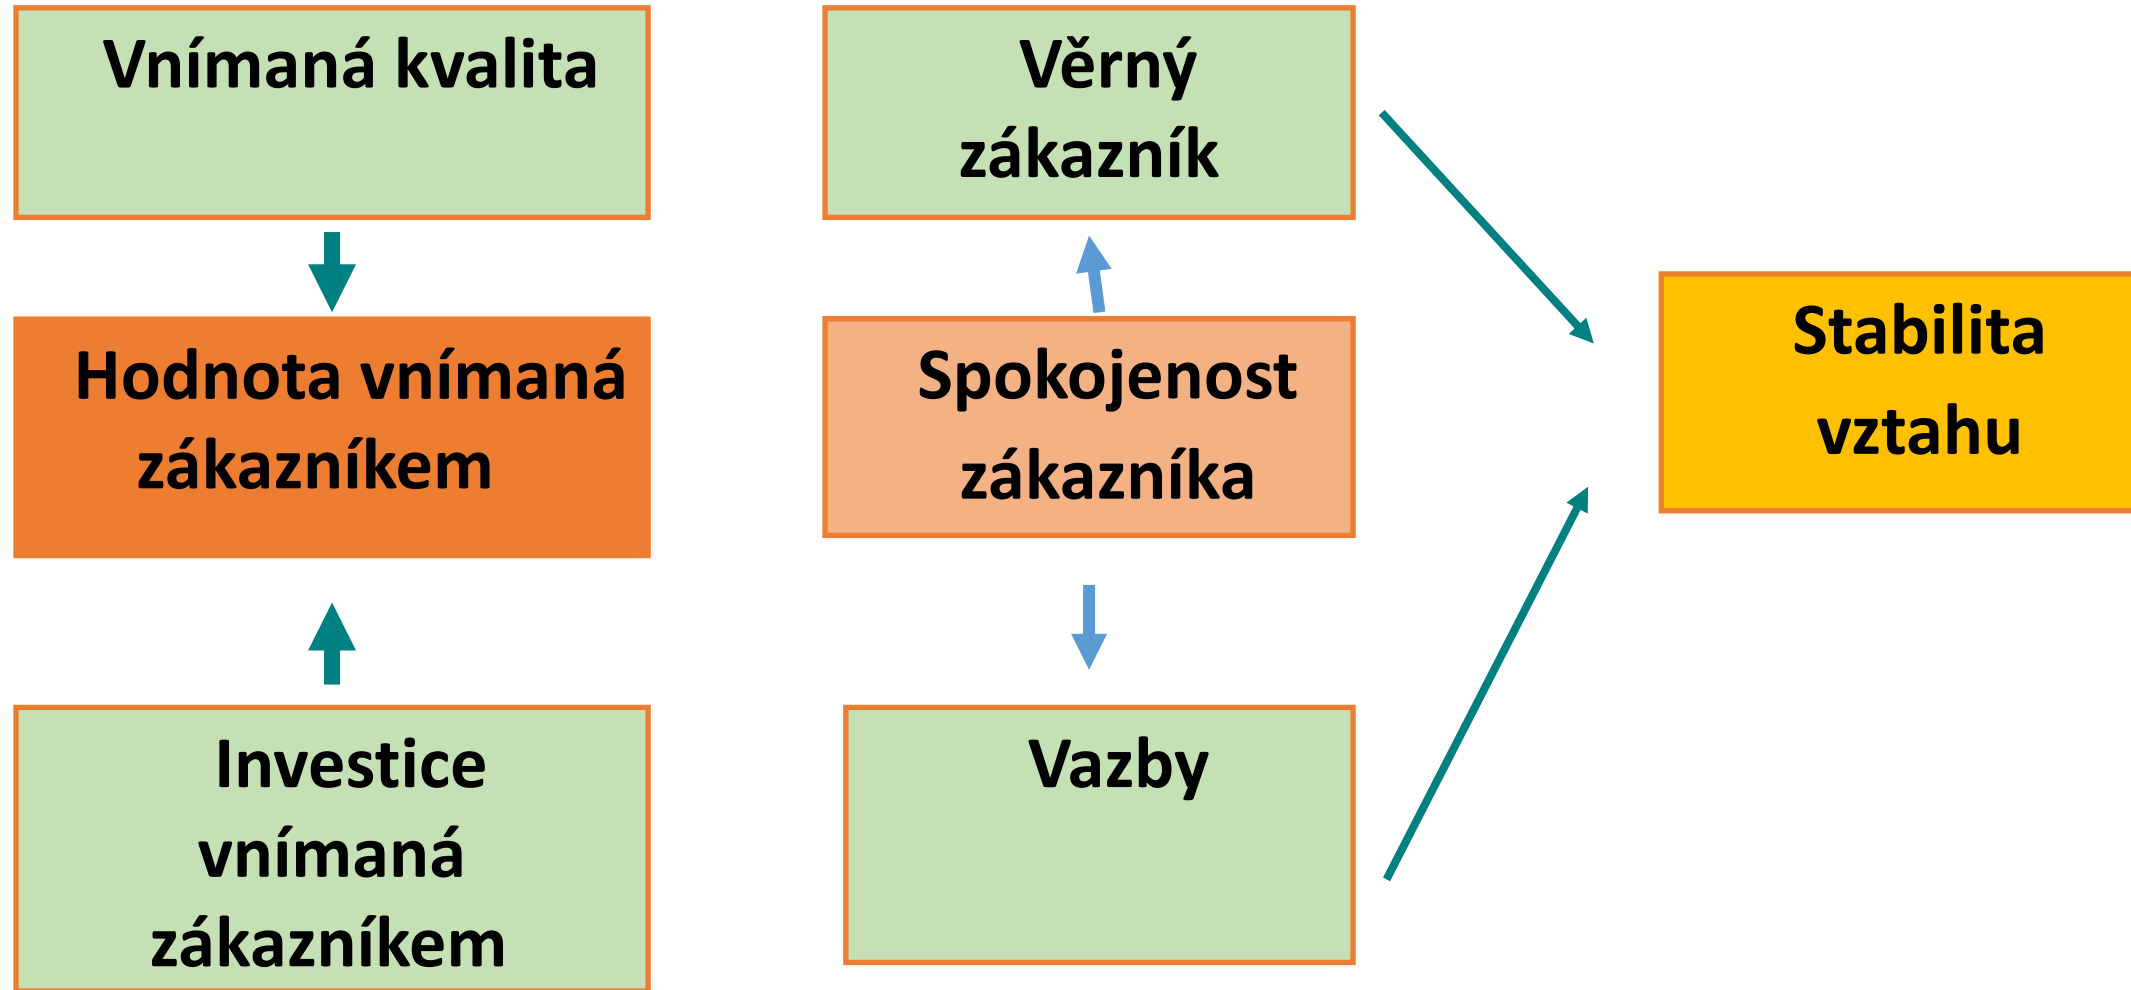 Vnímaná kvalita
Hodnota vnímaná
zákazníkem
Investice
vnímaná
zákazníkem
Věrný
zákazník
Spokojenost
zákazníka
Vazby
Stabilita
vztahu